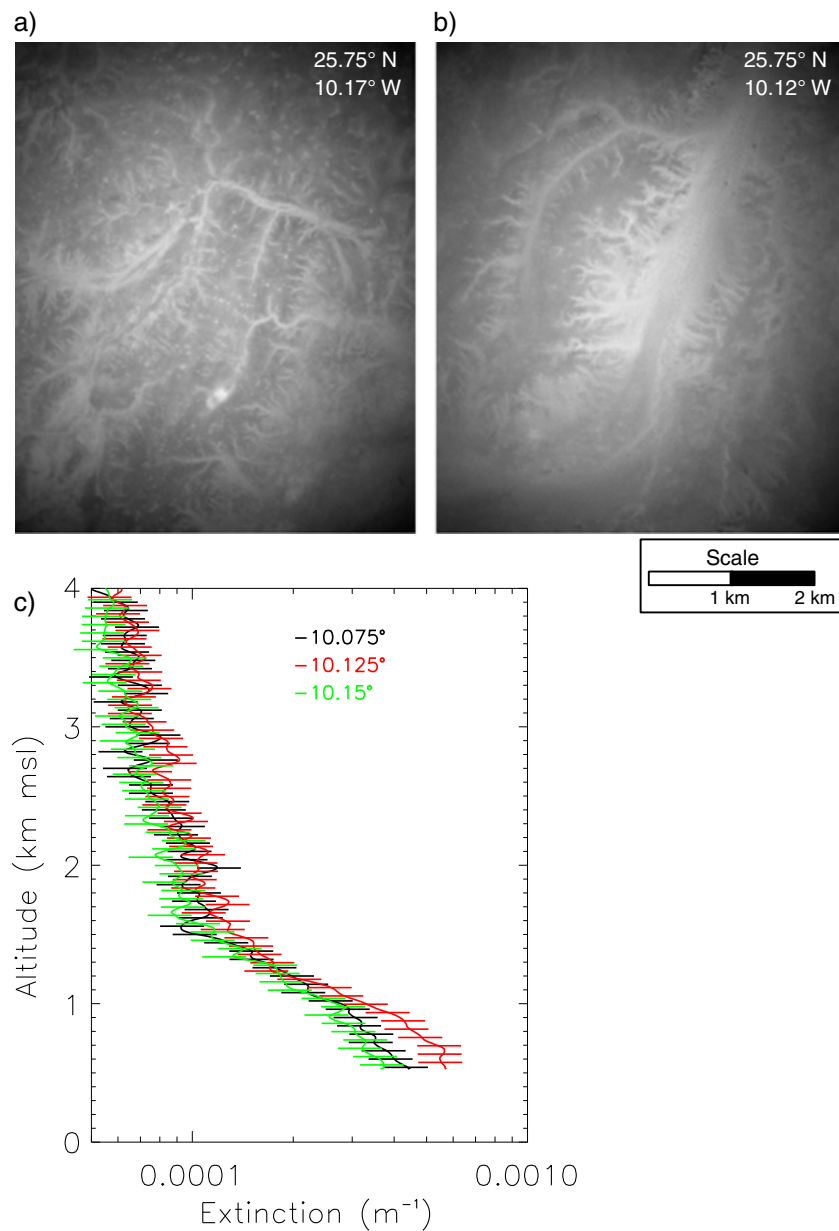 a)
25.75° N
10.17° W
b)
25.75° N
10.12° W
Scale
1 km 2 km
c)
4
3
2
1
0
Altitude (km msl)
−10.075°
−10.125°
−10.15°
0.0001 0.0010
Extinction (m⁻¹)